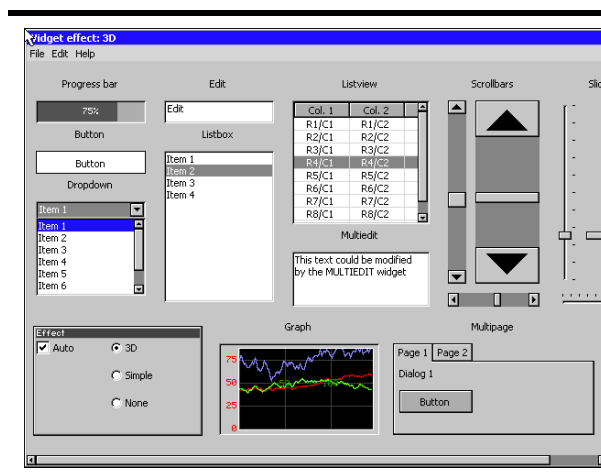 Widget effect: 3D
File Edit Help
Progress bar
Edit
Listview
Scrollbars
75%
Edit
Col. 1 Col. 2
R1/C1 R1/C2
R2/C1 R2/C2
R3/C1 R3/C2
R4/C1 R4/C2
R5/C1 R5/C2
R6/C1 R6/C2
R7/C1 R7/C2
R8/C1 R8/C2
Button
Button
Listbox
Item 1
Item 2
Item 3
Item 4
Dropdown
Item 1
Item 1
Item 2
Item 3
Item 4
Item 5
Item 6
Multiedit
This text could be modified
by the MULTIEDIT widget
Effect
Auto
3D
Simple
None
Graph
75
50
25
0
Multipage
Page 1 Page 2
Dialog 1
Button